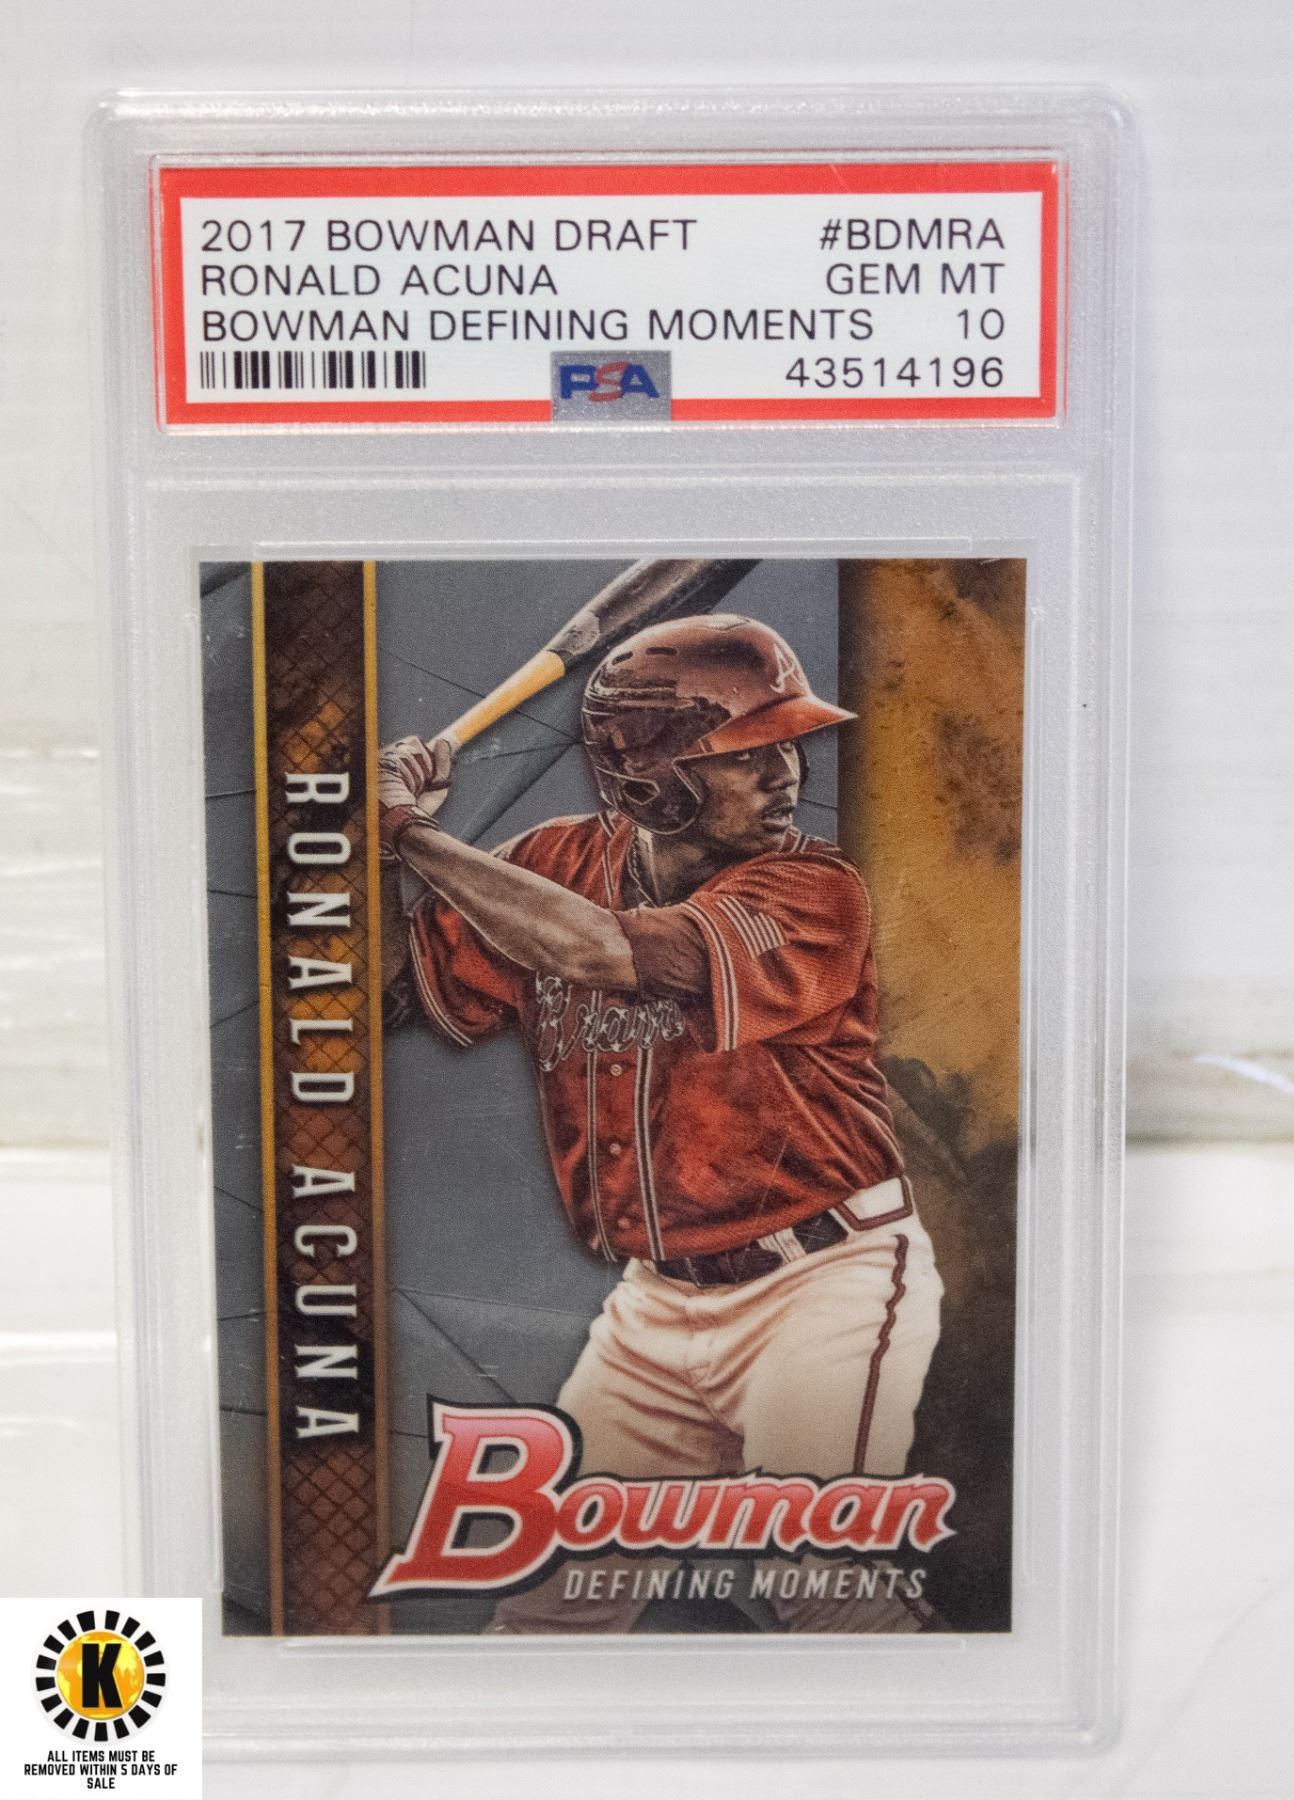 2017 BOWMAN DRAFT #BDMRA
RONALD ACUNA GEM MT
BOWMAN DEFINING MOMENTS 10
PSA 43514196
A
RONALD ACUNA
Braves
Bowman
DEFINING MOMENTS
K
ALL ITEMS MUST BE
REMOVED WITHIN 5 DAYS OF
SALE